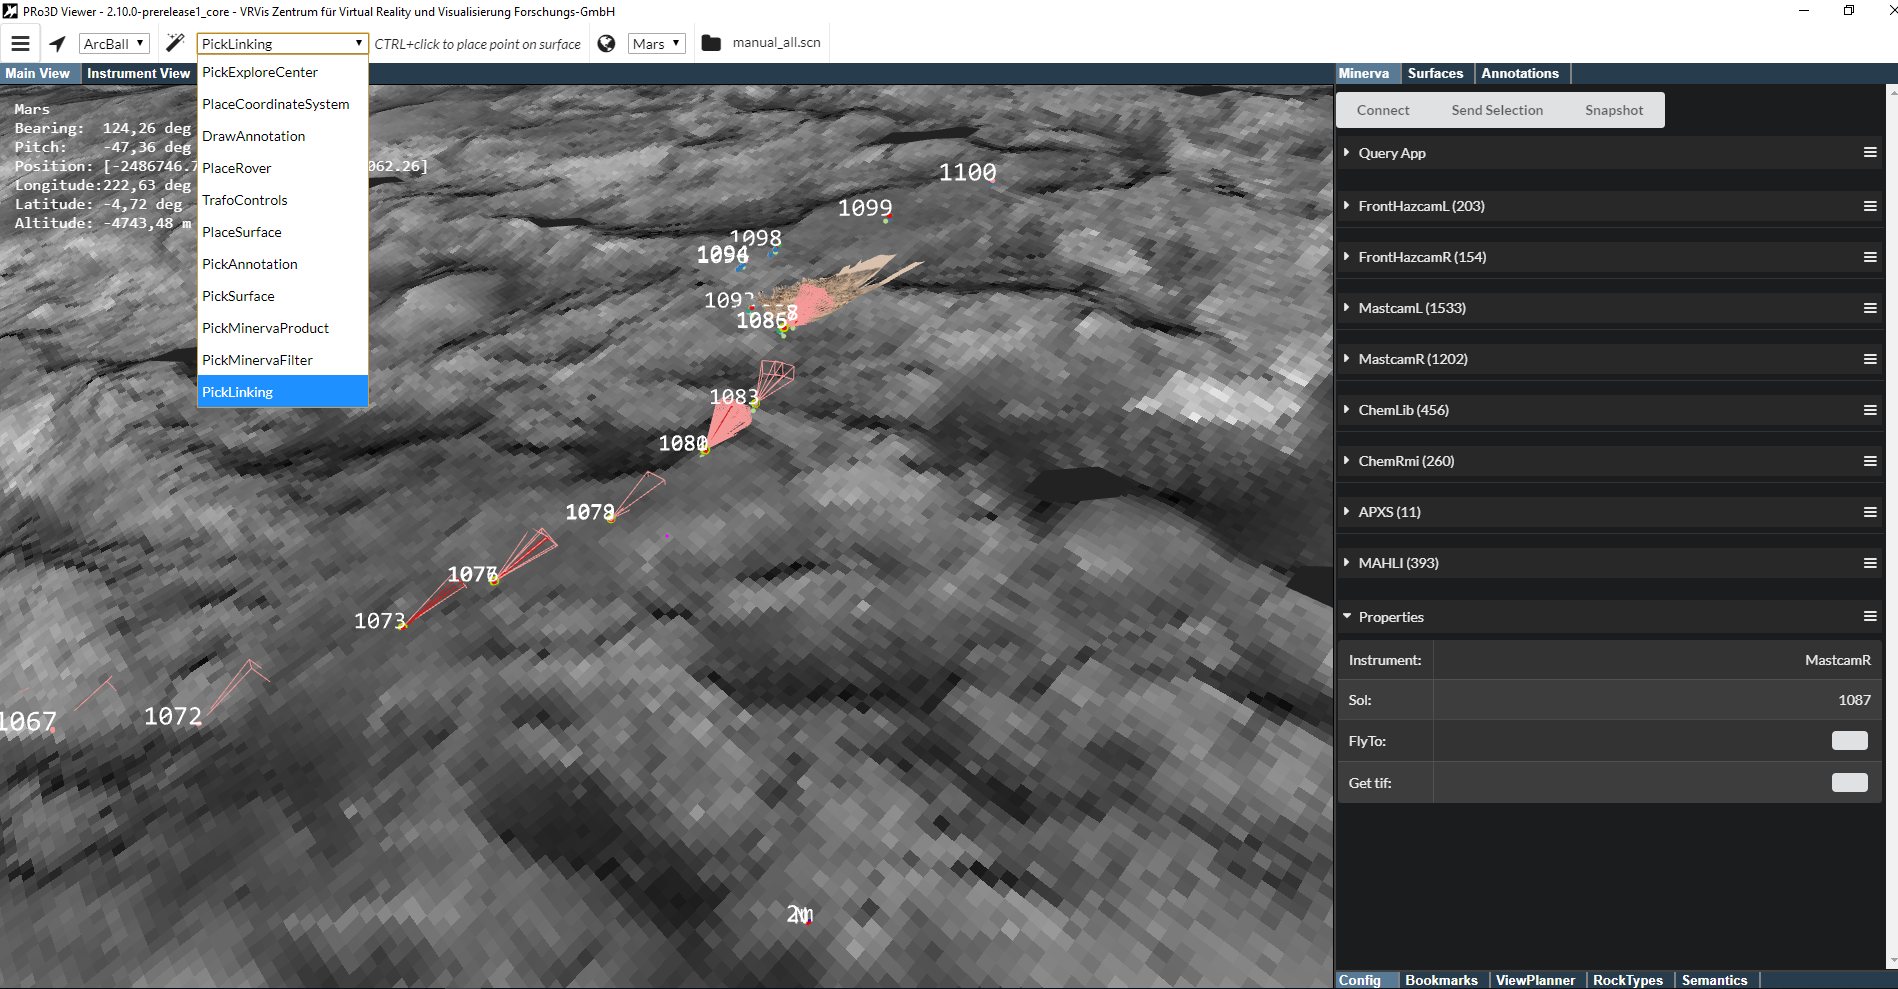 PRo3D Viewer - 2.10.0-prerelease1_core - VRVis Zentrum für Virtual Reality und Visualisierung Forschungs-GmbH
ArcBall PickLinking CTRL+click to place point on surface Mars manual_all.scn
Main View Instrument View
PickExploreCenter
PlaceCoordinateSystem
DrawAnnotation
PlaceRover
TrafoControls
PlaceSurface
PickAnnotation
PickSurface
PickMinervaProduct
PickMinervaFilter
PickLinking
Mars
Bearing: 124,26 deg
Pitch: -47,36 deg
Position: [-2486746.7 062.26]
Longitude:222,63 deg
Latitude: -4,72 deg
Altitude: -4743,48 m
1100
1099
1098
1094
1086
1083
1080
1073
1072
1067
Minerva Surfaces Annotations
Connect Send Selection Snapshot
Query App
FrontHazcamL (203)
FrontHazcamR (154)
MastcamL (1533)
MastcamR (1202)
ChemLib (456)
ChemRmi (260)
APXS (11)
MAHLI (393)
Properties
Instrument: MastcamR
Sol: 1087
FlyTo:
Get tif:
Config Bookmarks ViewPlanner RockTypes Semantics